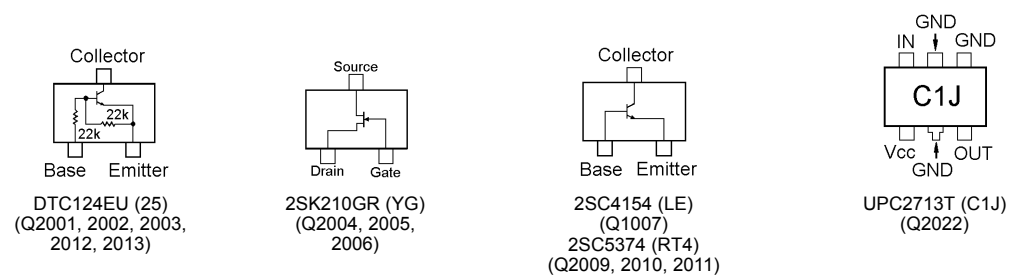 Collector
22k
22k
Base Emitter
DTC124EU (25)
(Q2001, 2002, 2003,
2012, 2013)
Source
Drain Gate
2SK210GR (YG)
(Q2004, 2005,
2006)
Collector
Base Emitter
2SC4154 (LE)
(Q1007)
2SC5374 (RT4)
(Q2009, 2010, 2011)
GND
IN GND
C1J
Vcc OUT
GND
UPC2713T (C1J)
(Q2022)